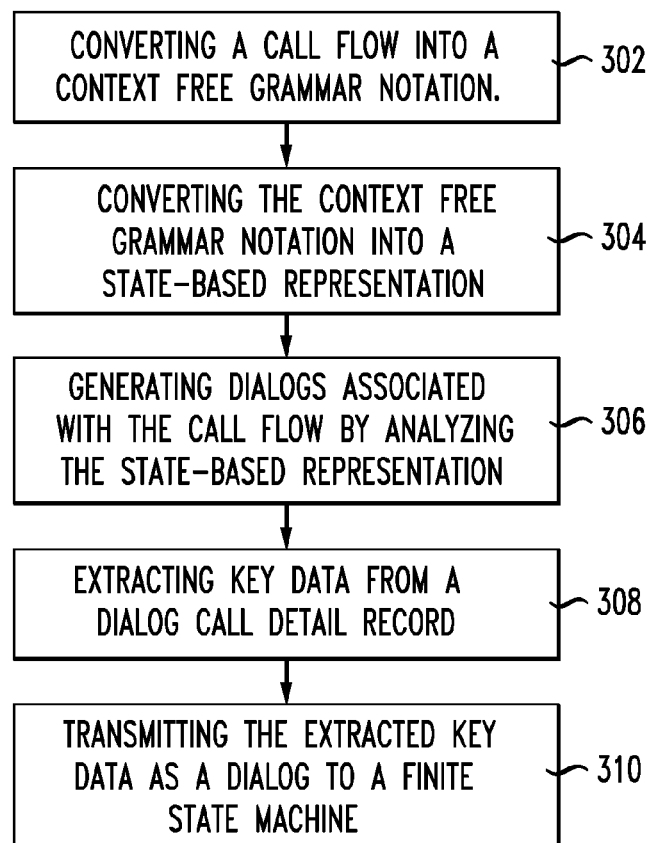 CONVERTING A CALL FLOW INTO A
CONTEXT FREE GRAMMAR NOTATION.
302
CONVERTING THE CONTEXT FREE
GRAMMAR NOTATION INTO A
STATE-BASED REPRESENTATION
304
GENERATING DIALOGS ASSOCIATED
WITH THE CALL FLOW BY ANALYZING
THE STATE-BASED REPRESENTATION
306
EXTRACTING KEY DATA FROM A
DIALOG CALL DETAIL RECORD
308
TRANSMITTING THE EXTRACTED KEY
DATA AS A DIALOG TO A FINITE
STATE MACHINE
310